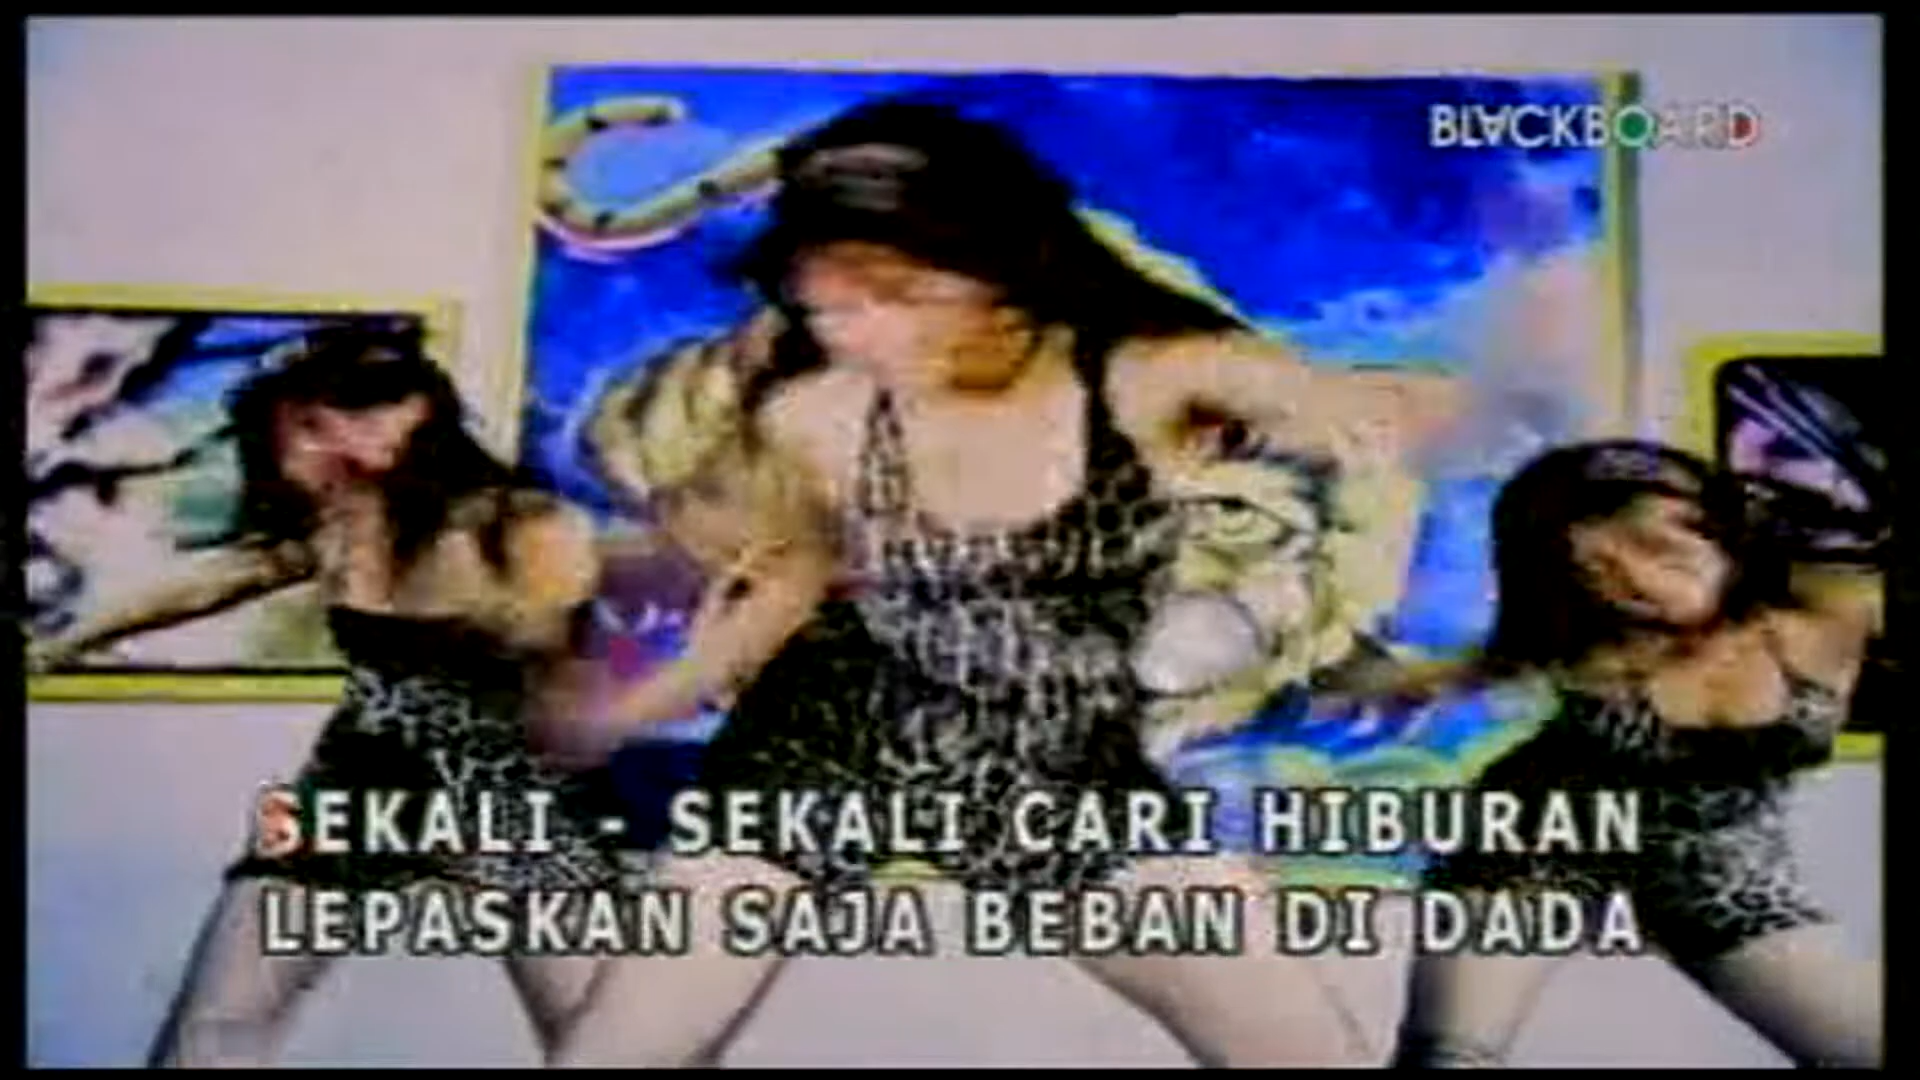 BLACKBOARD
SEKALI - SEKALI CARI HIBURAN
LEPASKAN SAJA BEBAN DI DADA